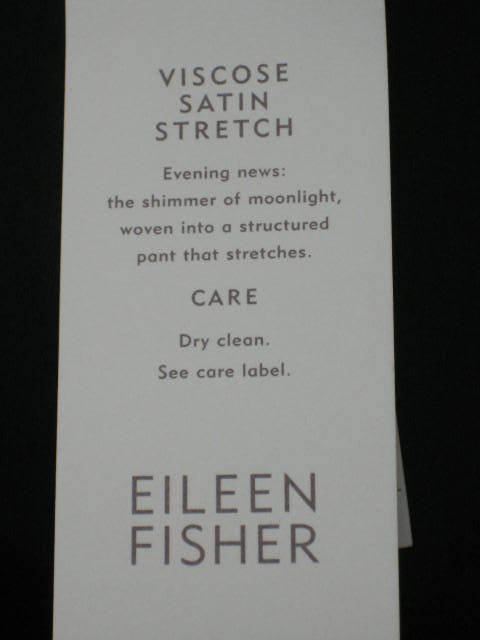 VISCOSE
SATIN
STRETCH
Evening news:
the shimmer of moonlight,
woven into a structured
pant that stretches.
CARE
Dry clean.
See care label.
EILEEN
FISHER